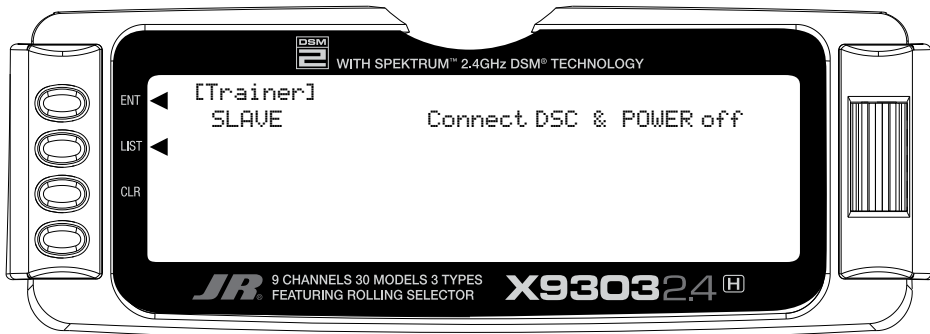 DSM
2
WITH SPEKTRUM™ 2.4GHz DSM® TECHNOLOGY
ENT
[Trainer]
SLAVE Connect DSC & POWER off
LIST
CLR
JR® 9 CHANNELS 30 MODELS 3 TYPES
FEATURING ROLLING SELECTOR
X9303 2.4 H